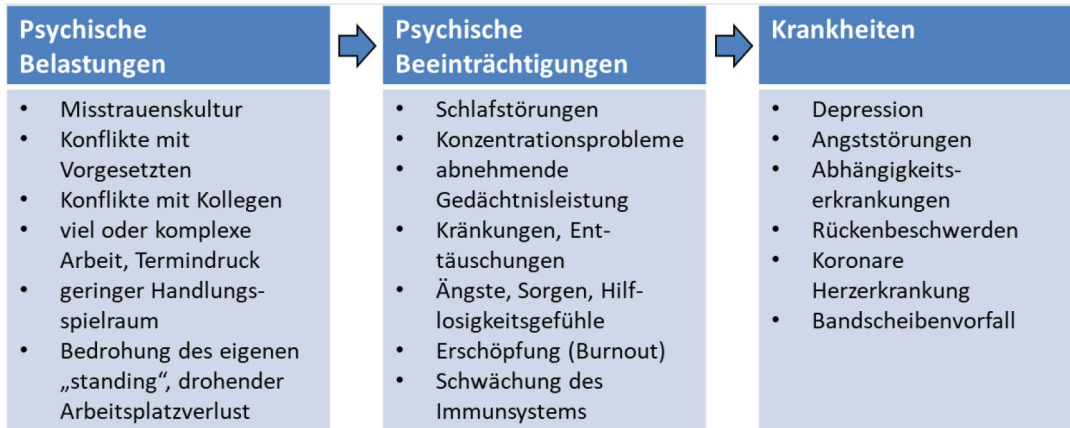 Psychische
Belastungen
• Misstrauenskultur
• Konflikte mit
Vorgesetzten
• Konflikte mit Kollegen
• viel oder komplexe
Arbeit, Termindruck
• geringer Handlungs-
spielraum
• Bedrohung des eigenen
„standing“, drohender
Arbeitsplatzverlust
Psychische
Beeinträchtigungen
• Schlafstörungen
• Konzentrationsprobleme
• abnehmende
Gedächtnisleistung
• Kränkungen, Ent-
täuschungen
• Ängste, Sorgen, Hilf-
losigkeitsgefühle
• Erschöpfung (Burnout)
• Schwächung des
Immunsystems
Krankheiten
• Depression
• Angststörungen
• Abhängigkeits-
erkrankungen
• Rückenbeschwerden
• Koronare
Herzerkrankung
• Bandscheibenvorfall